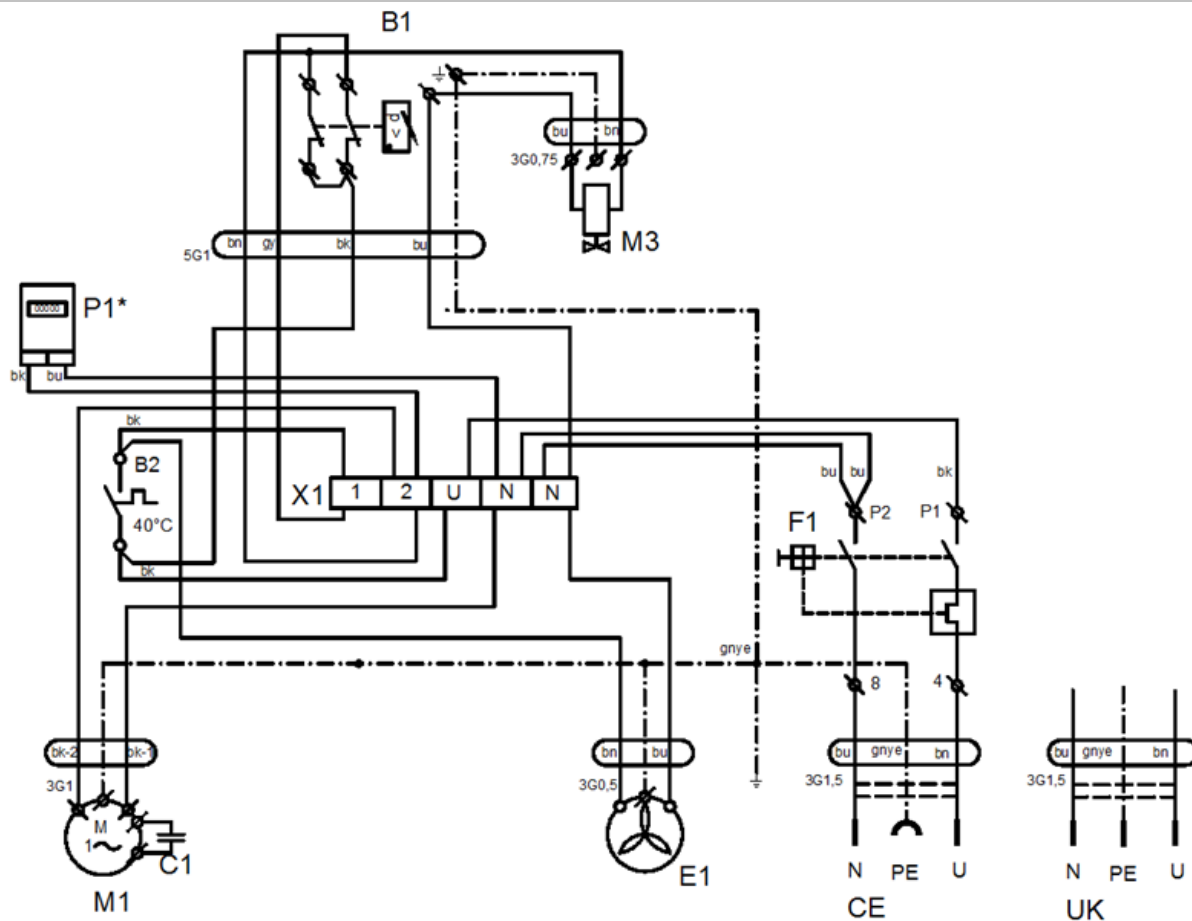 B1
bu
bn
3G0,75
M3
bn
gy
bk
bu
5G1
P1*
00000
bk
bu
bk
B2
40°C
bk
X1
1
2
U
N
N
bu
bu
bk
P2
P1
F1
gnye
8
4
bk-2
bk-1
3G1
M
1
C1
M1
bn
bu
3G0,5
E1
bu
gnye
bn
3G1,5
N
PE
U
CE
bu
gnye
bn
3G1,5
N
PE
U
UK